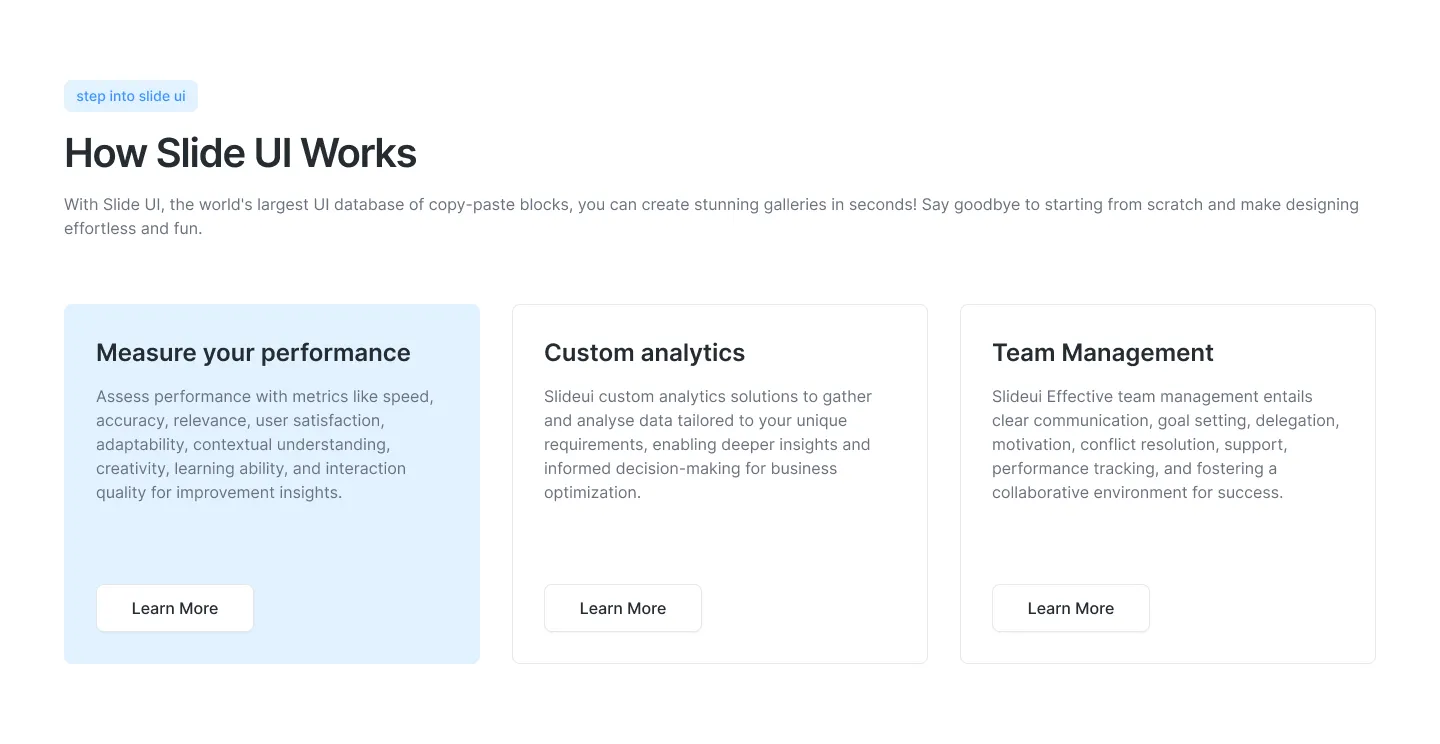 step into slide ui
How Slide UI Works
With Slide UI, the world's largest UI database of copy-paste blocks, you can create stunning galleries in seconds! Say goodbye to starting from scratch and make designing
effortless and fun.
Measure your performance
Assess performance with metrics like speed,
accuracy, relevance, user satisfaction,
adaptability, contextual understanding,
creativity, learning ability, and interaction
quality for improvement insights.
Learn More
Custom analytics
Slideui custom analytics solutions to gather
and analyse data tailored to your unique
requirements, enabling deeper insights and
informed decision-making for business
optimization.
Learn More
Team Management
Slideui Effective team management entails
clear communication, goal setting, delegation,
motivation, conflict resolution, support,
performance tracking, and fostering a
collaborative environment for success.
Learn More